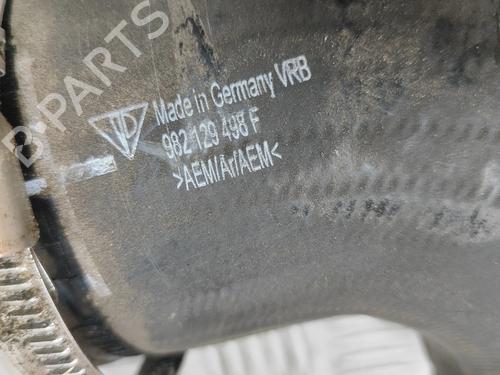 B-PARTS
Made in Germany VRB
982 129 498 F
>AEM/Ar/AEM<